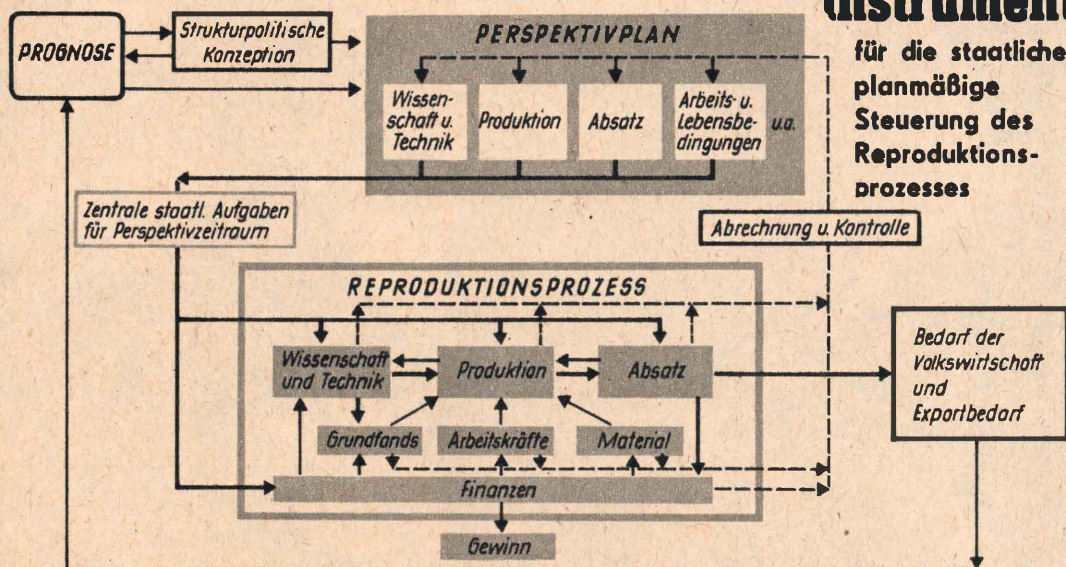 Instrument
für die staatliche
planmäßige
Steuerung des
Reproduktions-
prozesses
PROGNOSE
Strukturpolitische
Konzeption
PERSPEKTIVPLAN
Wissen-
schaft u.
Technik
Produktion
Absatz
Arbeits- u.
Lebensbe-
dingungen
u.a.
Zentrale staatl. Aufgaben
für Perspektivzeitraum
Abrechnung u. Kontrolle
REPRODUKTIONSPROZESS
Wissenschaft
und Technik
Produktion
Absatz
Bedarf der
Volkswirtschaft
und
Exportbedarf
Grundfonds
Arbeitskräfte
Material
Finanzen
Gewinn